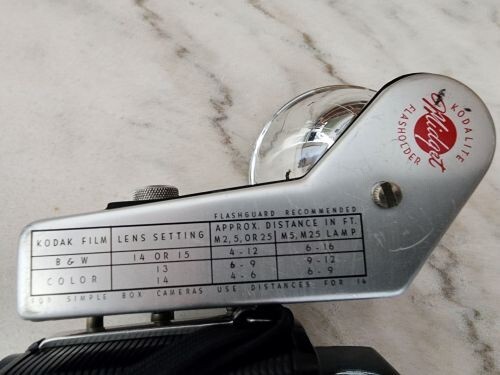 KODALITE
Midget
FLASHOLDER
FLASHGUARD RECOMMENDED
KODAK FILM LENS SETTING APPROX. DISTANCE IN FT.
M2, 5, OR 25 M5, M25 LAMP
B & W 14 OR 15 4 - 12 6 - 16
COLOR 13 6 - 9 9 - 12
14 4 - 6 6 - 9
FOR SIMPLE BOX CAMERAS USE DISTANCES FOR 14